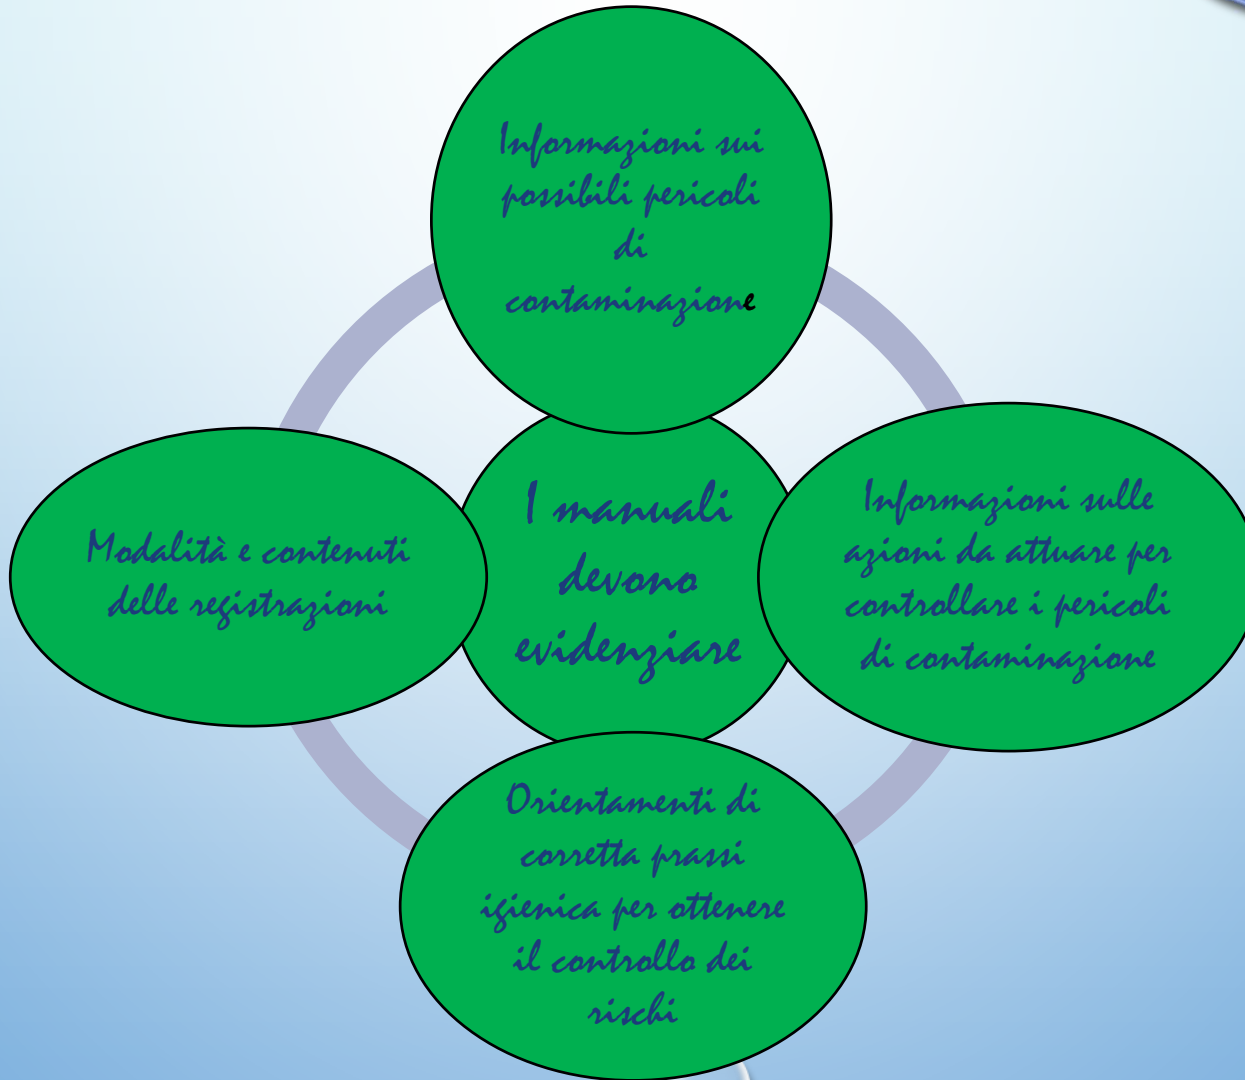 Informazioni sui
possibili pericoli
di
contaminazione
I manuali
devono
evidenziare
Informazioni sulle
azioni da attuare per
controllare i pericoli
di contaminazione
Orientamenti di
corretta prassi
igienica per ottenere
il controllo dei
rischi
Modalità e contenuti
delle registrazioni